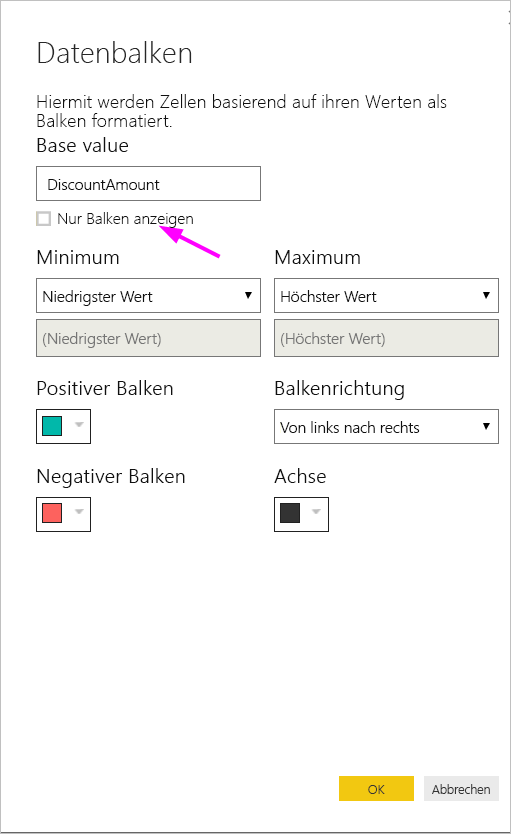 Datenbalken
Hiermit werden Zellen basierend auf ihren Werten als
Balken formatiert.
Base value
DiscountAmount
Nur Balken anzeigen
Minimum
Maximum
Niedrigster Wert
Höchster Wert
(Niedrigster Wert)
(Höchster Wert)
Positiver Balken
Balkenrichtung
Von links nach rechts
Negativer Balken
Achse
OK
Abbrechen